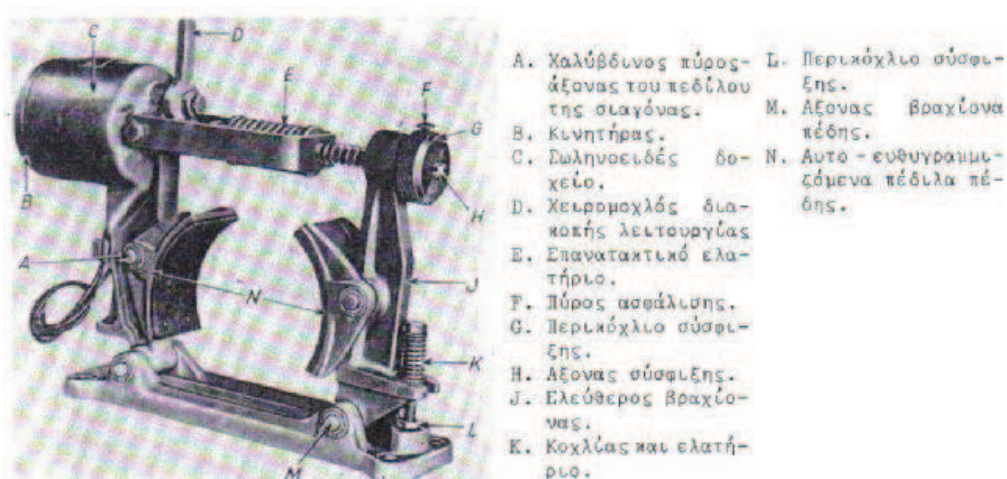 C
D
E
F
G
H
B
A
N
J
K
L
M
A. Χαλύβδινος πύρος-
άξονας του πεδίλου
της σιαγόνας.
B. Κινητήρας.
C. Σωληνοειδές δο-
χείο.
D. Χειρομοχλός δια-
κοπής λειτουργίας
E. Επανατακτικό ελα-
τήριο.
F. Πύρος ασφάλισης.
G. Περικόχλιο σύσφι-
ξης.
H. Αξονας σύσφιξης.
J. Ελεύθερος βραχίο-
νας.
K. Κοχλίας και ελατή-
ριο.
L. Περικόχλιο σύσφι-
ξης.
M. Αξονας βραχίονα
πέδης.
N. Αυτο-ευθυγραμμι-
ζόμενα πέδιλα πέ-
δης.